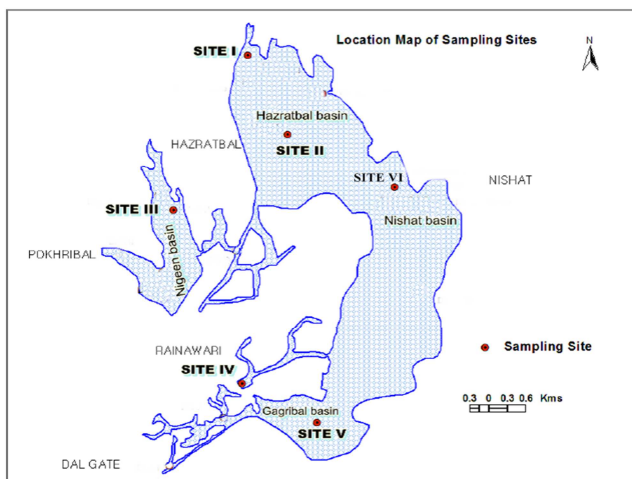 Location Map of Sampling Sites
N
SITE I
Hazratbal basin
HAZRATBAL
SITE II
SITE VI
NISHAT
SITE III
Nishat basin
POKHRIBAL
Nigeen basin
RAINAWARI
Sampling Site
SITE IV
0.3 0 0.3 0.6 Kms
Gagribal basin
SITE V
DAL GATE